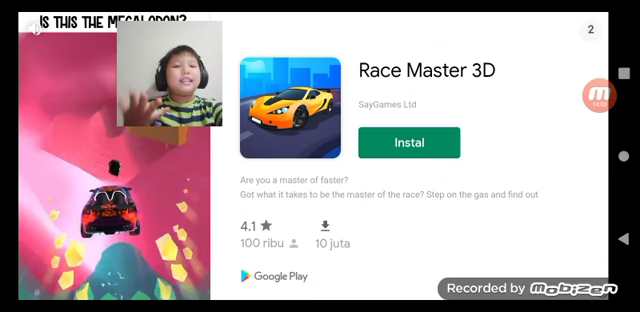 IS THIS THE MEGALODON?
2
Race Master 3D
SayGames Ltd
14:02
Instal
Are you a master of faster?
Got what it takes to be the master of the race? Step on the gas and find out
4.1
100 ribu
10 juta
Google Play
Recorded by mobizen